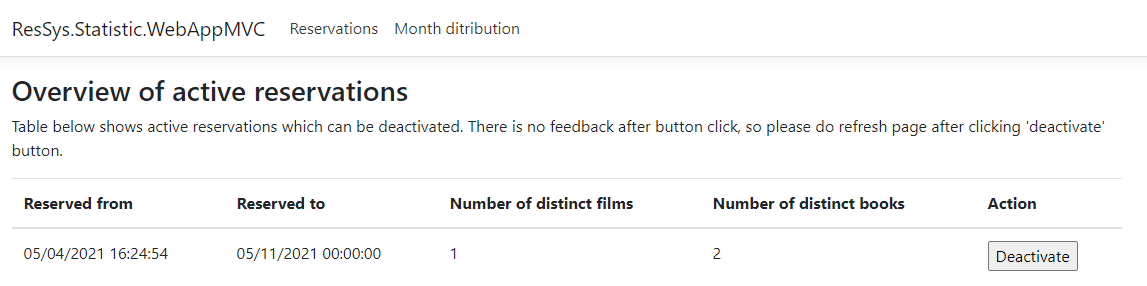 ResSys.Statistic.WebAppMVC Reservations Month ditribution
Overview of active reservations
Table below shows active reservations which can be deactivated. There is no feedback after button click, so please do refresh page after clicking 'deactivate'
button.
Reserved from Reserved to Number of distinct films Number of distinct books Action
05/04/2021 16:24:54 05/11/2021 00:00:00 1 2 Deactivate